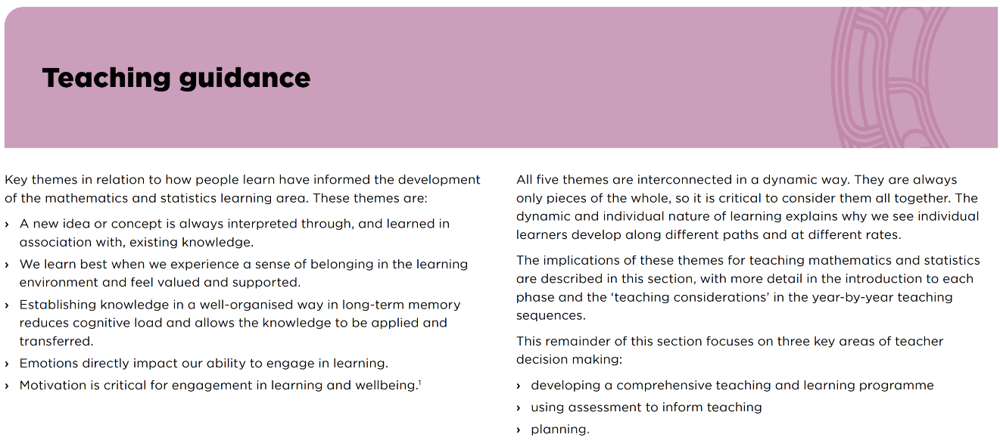 Teaching guidance
Key themes in relation to how people learn have informed the development
of the mathematics and statistics learning area. These themes are:
› A new idea or concept is always interpreted through, and learned in
association with, existing knowledge.
› We learn best when we experience a sense of belonging in the learning
environment and feel valued and supported.
› Establishing knowledge in a well-organised way in long-term memory
reduces cognitive load and allows the knowledge to be applied and
transferred.
› Emotions directly impact our ability to engage in learning.
› Motivation is critical for engagement in learning and wellbeing.¹
All five themes are interconnected in a dynamic way. They are always
only pieces of the whole, so it is critical to consider them all together. The
dynamic and individual nature of learning explains why we see individual
learners develop along different paths and at different rates.
The implications of these themes for teaching mathematics and statistics
are described in this section, with more detail in the introduction to each
phase and the ‘teaching considerations’ in the year-by-year teaching
sequences.
This remainder of this section focuses on three key areas of teacher
decision making:
› developing a comprehensive teaching and learning programme
› using assessment to inform teaching
› planning.